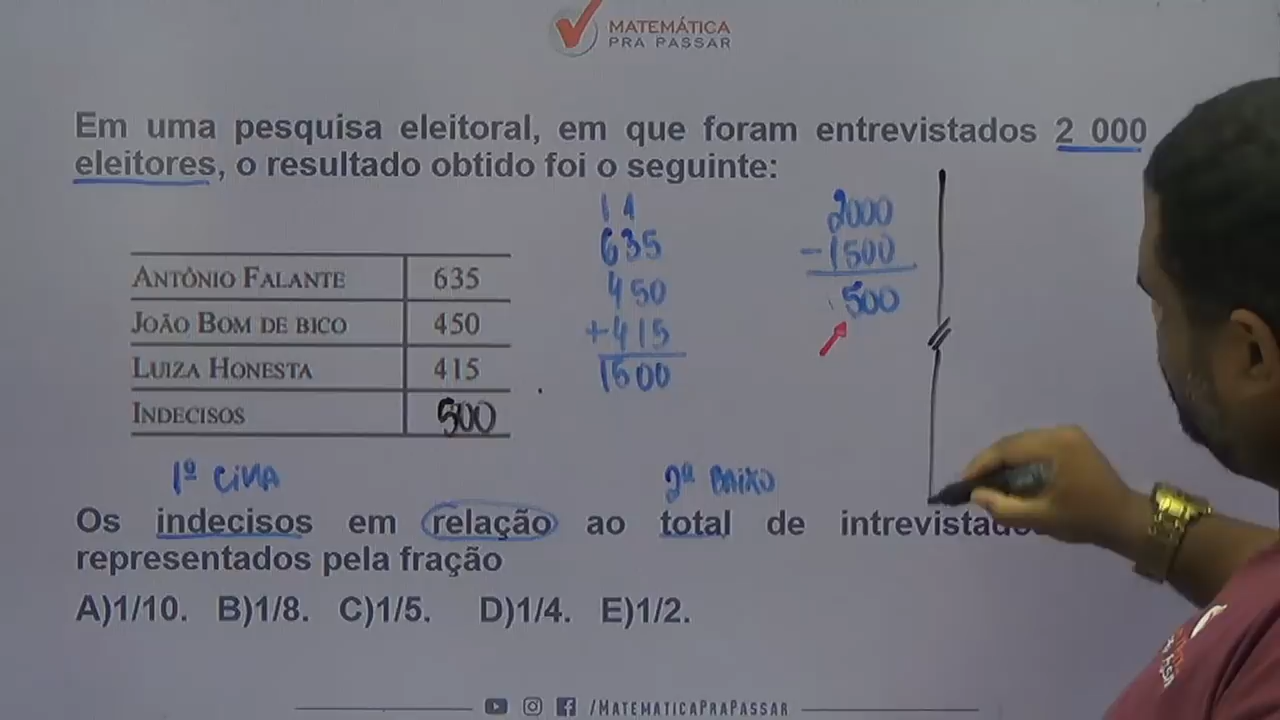 MATEMÁTICA
PRA PASSAR
Em uma pesquisa eleitoral, em que foram entrevistados 2 000
eleitores, o resultado obtido foi o seguinte:
ANTÔNIO FALANTE 635
JOÃO BOM DE BICO 450
LUIZA HONESTA 415
INDECISOS 500
1 1
635
450
+415
1500
2000
-1500
500
1º CIMA
2º BAIXO
Os indecisos em relação ao total de intrevistado
representados pela fração
A)1/10. B)1/8. C)1/5. D)1/4. E)1/2.
/MATEMATICAPRAPASSAR